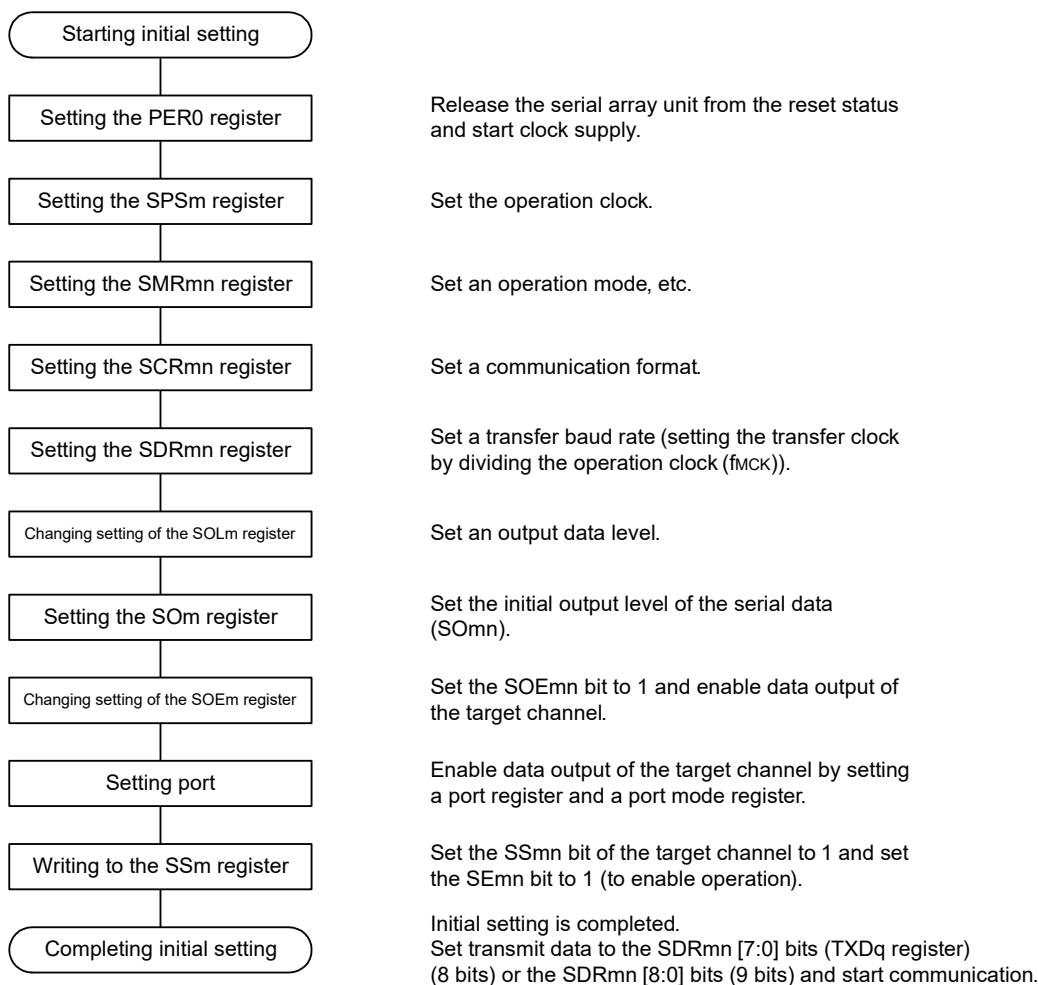 Starting initial setting
Setting the PER0 register
Release the serial array unit from the reset status
and start clock supply.
Setting the SPSm register
Set the operation clock.
Setting the SMRmn register
Set an operation mode, etc.
Setting the SCRmn register
Set a communication format.
Setting the SDRmn register
Set a transfer baud rate (setting the transfer clock
by dividing the operation clock (fMCK)).
Changing setting of the SOLm register
Set an output data level.
Setting the SOm register
Set the initial output level of the serial data
(SOmn).
Changing setting of the SOEm register
Set the SOEmn bit to 1 and enable data output of
the target channel.
Setting port
Enable data output of the target channel by setting
a port register and a port mode register.
Writing to the SSm register
Set the SSmn bit of the target channel to 1 and set
the SEmn bit to 1 (to enable operation).
Completing initial setting
Initial setting is completed.
Set transmit data to the SDRmn [7:0] bits (TXDq register)
(8 bits) or the SDRmn [8:0] bits (9 bits) and start communication.